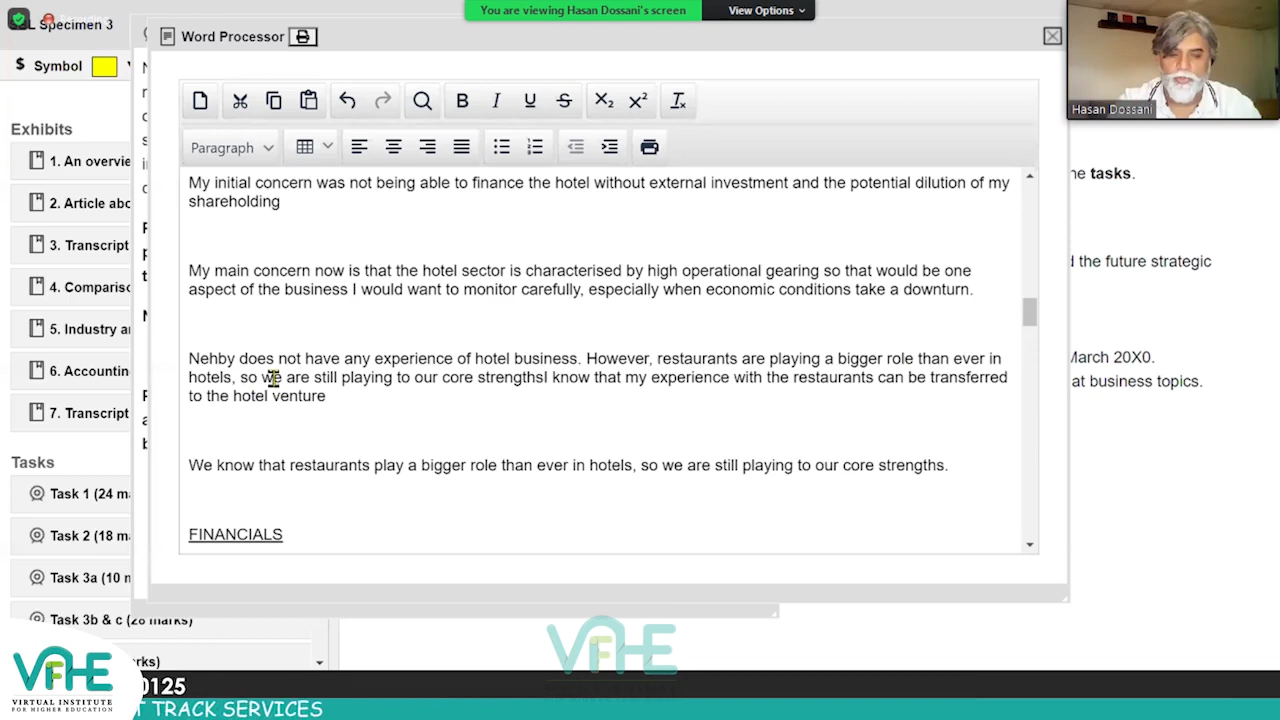 L Specimen 3
You are viewing Hasan Dossani's screen
View Options
Word Processor
Symbol
Hasan Dossani
Paragraph
Exhibits
1. An overvie
2. Article abo
3. Transcript
4. Comparis
5. Industry a
6. Accountin
7. Transcript
Tasks
Task 1 (24 m
Task 2 (18 m
Task 3a (10 m
Task 3b & c (28 marks)
rks)
My initial concern was not being able to finance the hotel without external investment and the potential dilution of my
shareholding
My main concern now is that the hotel sector is characterised by high operational gearing so that would be one
aspect of the business I would want to monitor carefully, especially when economic conditions take a downturn.
Nehby does not have any experience of hotel business. However, restaurants are playing a bigger role than ever in
hotels, so we are still playing to our core strengthsI know that my experience with the restaurants can be transferred
to the hotel venture
We know that restaurants play a bigger role than ever in hotels, so we are still playing to our core strengths.
FINANCIALS
he tasks.
d the future strategic
March 20X0.
at business topics.
VFHE
VFHE
VIRTUAL INSTITUTE
FOR HIGHER EDUCATION
0125
T TRACK SERVICES